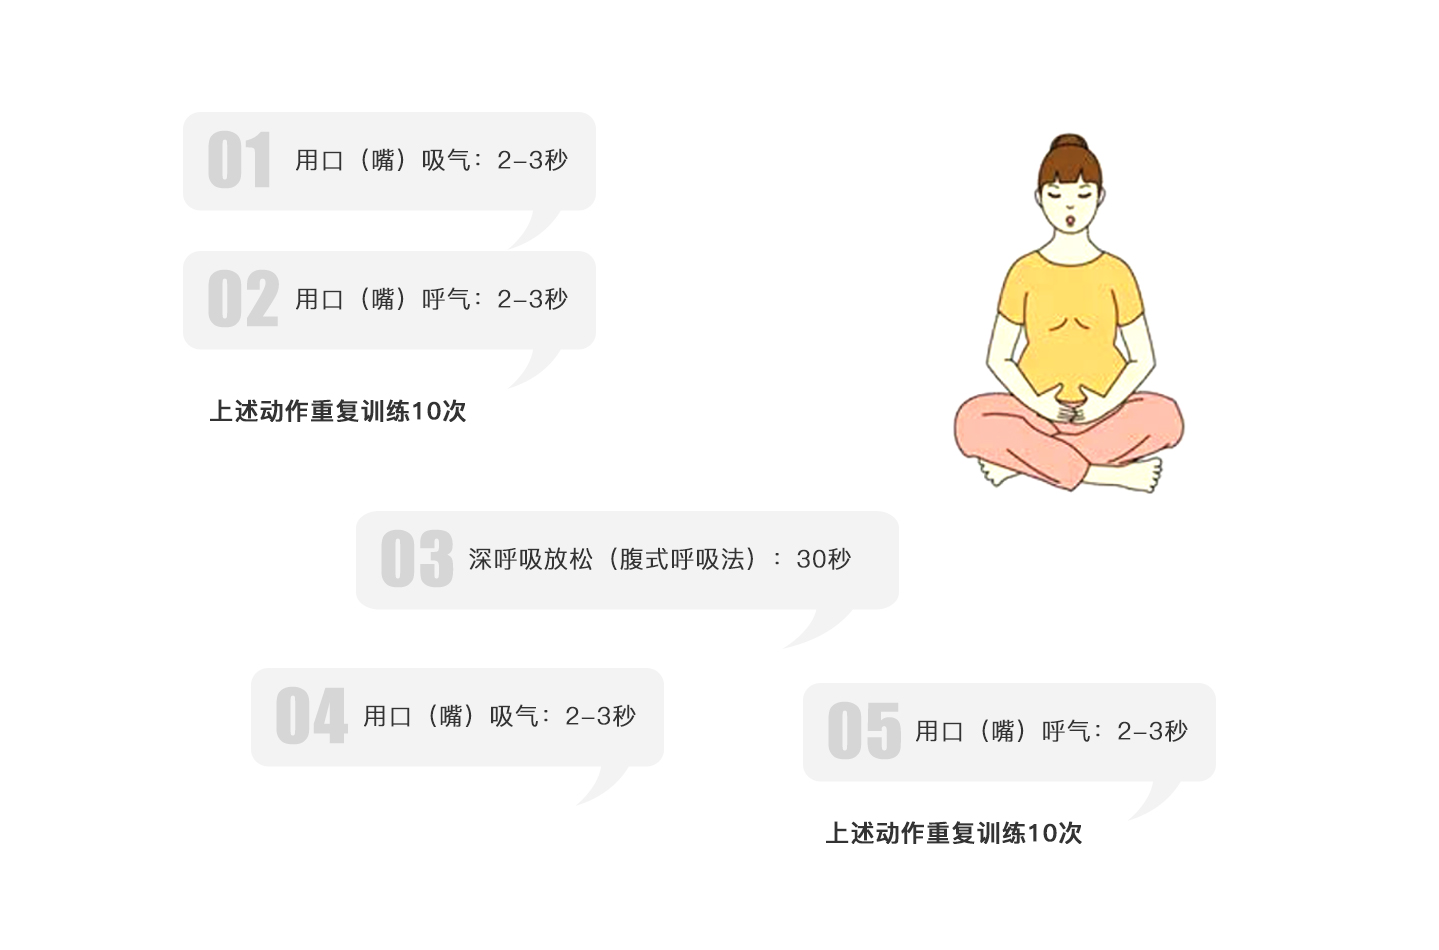 01 用口（嘴）吸气：2-3秒
02 用口（嘴）呼气：2-3秒
上述动作重复训练10次
03 深呼吸放松（腹式呼吸法）：30秒
04 用口（嘴）吸气：2-3秒
05 用口（嘴）呼气：2-3秒
上述动作重复训练10次